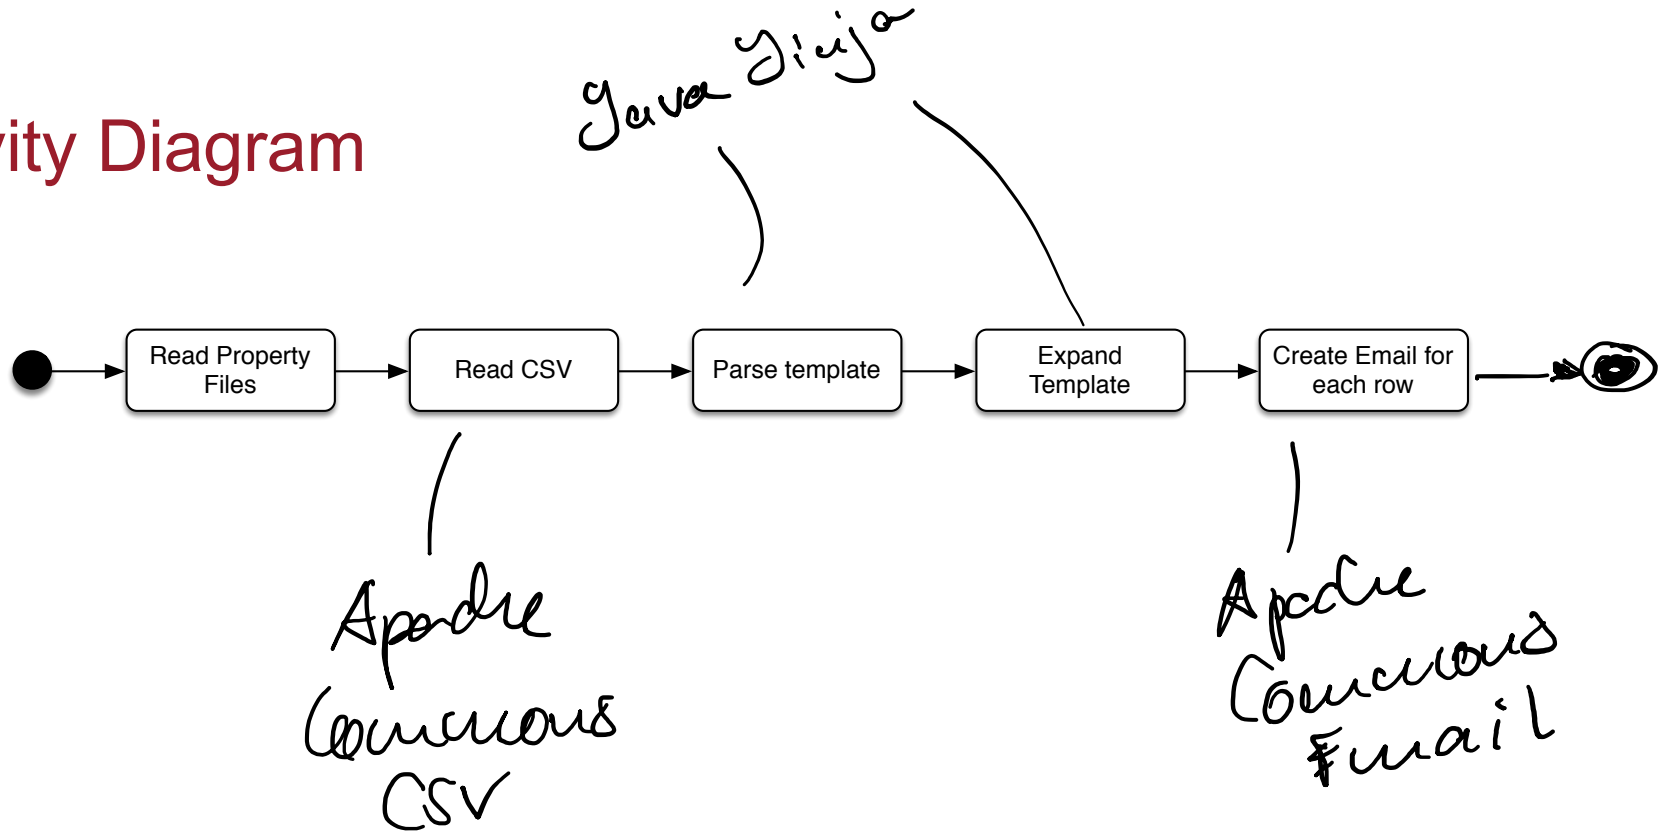 Java Jinja
vity Diagram
Read Property
Files
Read CSV
Parse template
Expand
Template
Create Email for
each row
Apache
Commons
CSV
Apache
Commons
Email